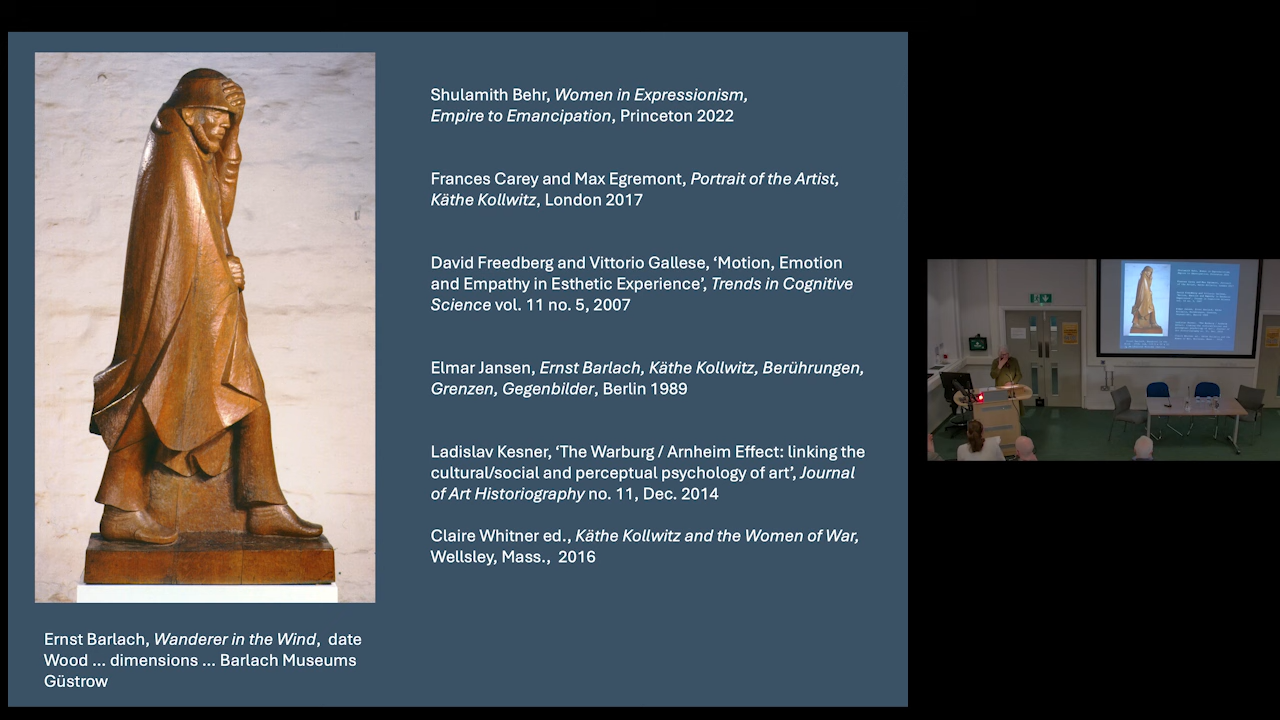 Shulamith Behr, Women in Expressionism,
Empire to Emancipation, Princeton 2022
Frances Carey and Max Egremont, Portrait of the Artist,
Käthe Kollwitz, London 2017
David Freedberg and Vittorio Gallese, ‘Motion, Emotion
and Empathy in Esthetic Experience’, Trends in Cognitive
Science vol. 11 no. 5, 2007
Elmar Jansen, Ernst Barlach, Käthe Kollwitz, Berührungen,
Grenzen, Gegenbilder, Berlin 1989
Ladislav Kesner, ‘The Warburg / Arnheim Effect: linking the
cultural/social and perceptual psychology of art’, Journal
of Art Historiography no. 11, Dec. 2014
Claire Whitner ed., Käthe Kollwitz and the Women of War,
Wellsley, Mass., 2016
Ernst Barlach, Wanderer in the Wind, date
Wood ... dimensions ... Barlach Museums
Güstrow